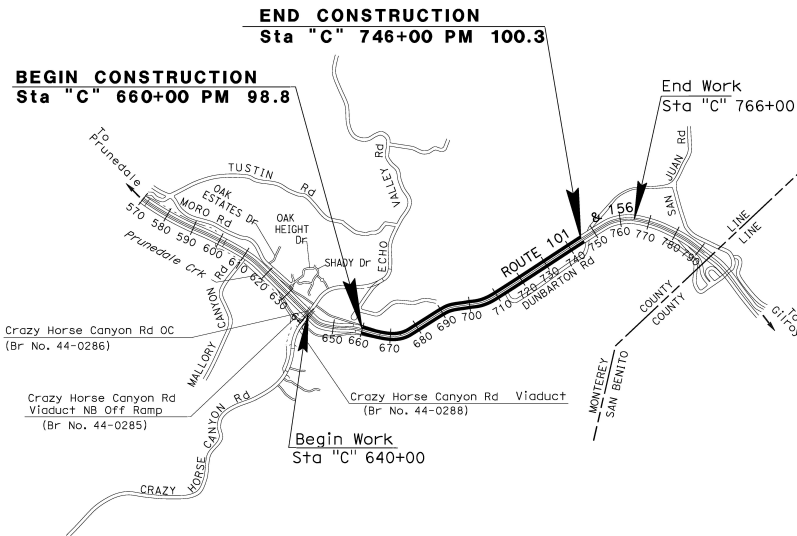 END CONSTRUCTION
Sta "C" 746+00 PM 100.3
BEGIN CONSTRUCTION
Sta "C" 660+00 PM 98.8
End Work
Sta "C" 766+00
To
Prunedale
TUSTIN Rd
OAK
ESTATES Dr
MORO Rd
OAK
HEIGHT
Dr
SHADY Dr
ECHO VALLEY Rd
SAN JUAN Rd
ROUTE 101 & 156
DUNBARTON Rd
570 580 590 600 610 620 630
650 660 670 680 690 700 710 720 730 740 750 760 770 780 790
Prunedale Crk
MALLORY CANYON Rd
COUNTY LINE
COUNTY LINE
To
Gilroy
MONTEREY
SAN BENITO
Crazy Horse Canyon Rd OC
(Br No. 44-0286)
Crazy Horse Canyon Rd
Viaduct NB Off Ramp
(Br No. 44-0285)
Crazy Horse Canyon Rd Viaduct
(Br No. 44-0288)
Begin Work
Sta "C" 640+00
CRAZY HORSE CANYON Rd